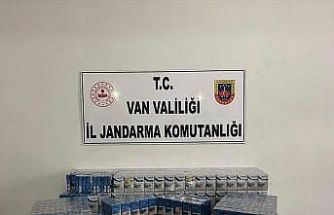 T.C.
VAN VALİLİĞİ
İL JANDARMA KOMUTANLIĞI